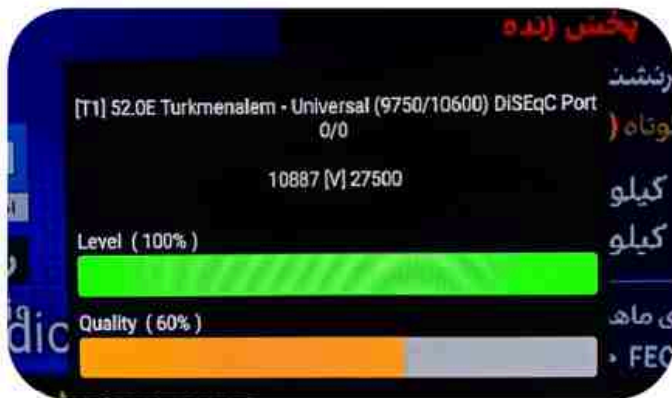 پخش زنده
[T1] 52.0E Turkmenalem - Universal (9750/10600) DiSEqC Port
0/0
10887 [V] 27500
کیلو
کیلو
Level (100%)
Quality (60%)
FEC